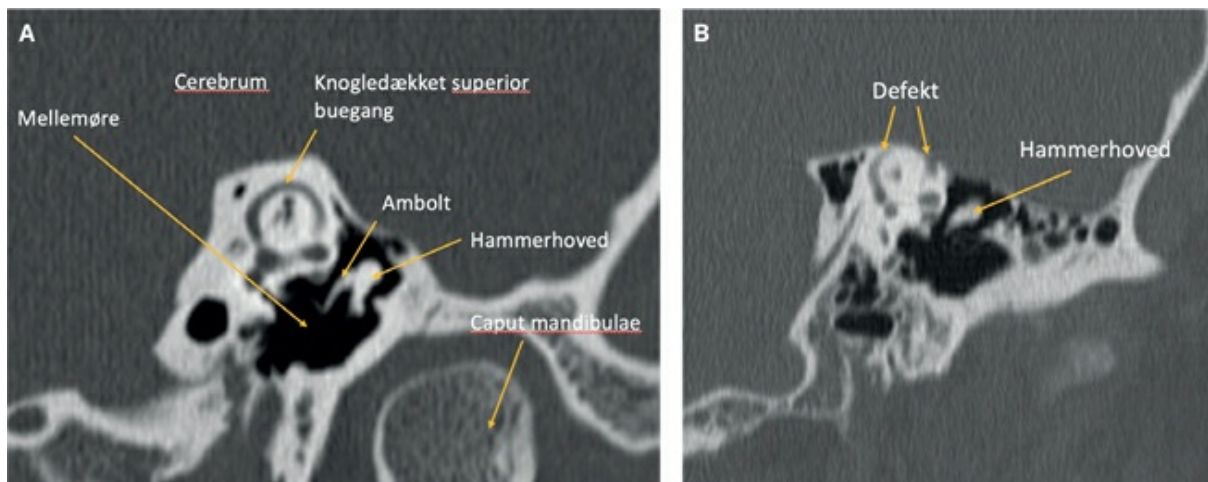 A
Cerebrum
Knogledækket superior
buegang
Mellemøre
Ambolt
Hammerhoved
Caput mandibulae
B
Defekt
Hammerhoved